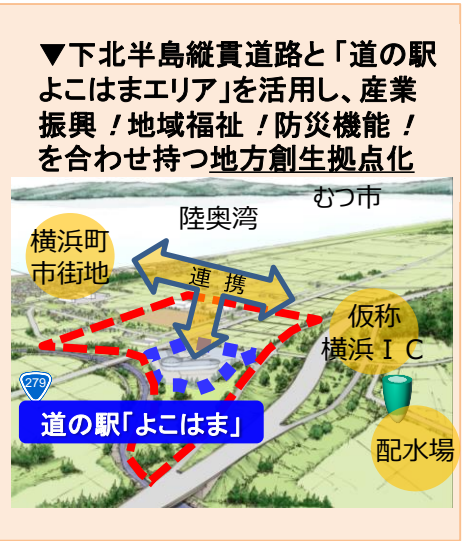 ▼下北半島縦貫道路と「道の駅
よこはまエリア」を活用し、産業
振興！地域福祉！防災機能！
を合わせ持つ地方創生拠点化
むつ市
陸奥湾
横浜町
市街地
連携
仮称
横浜ＩＣ
279
道の駅「よこはま」
配水場